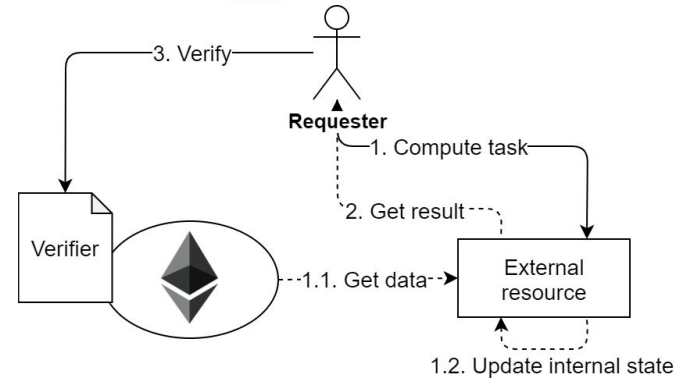 3. Verify
Requester
1. Compute task
2. Get result
Verifier
External
resource
1.1. Get data
1.2. Update internal state